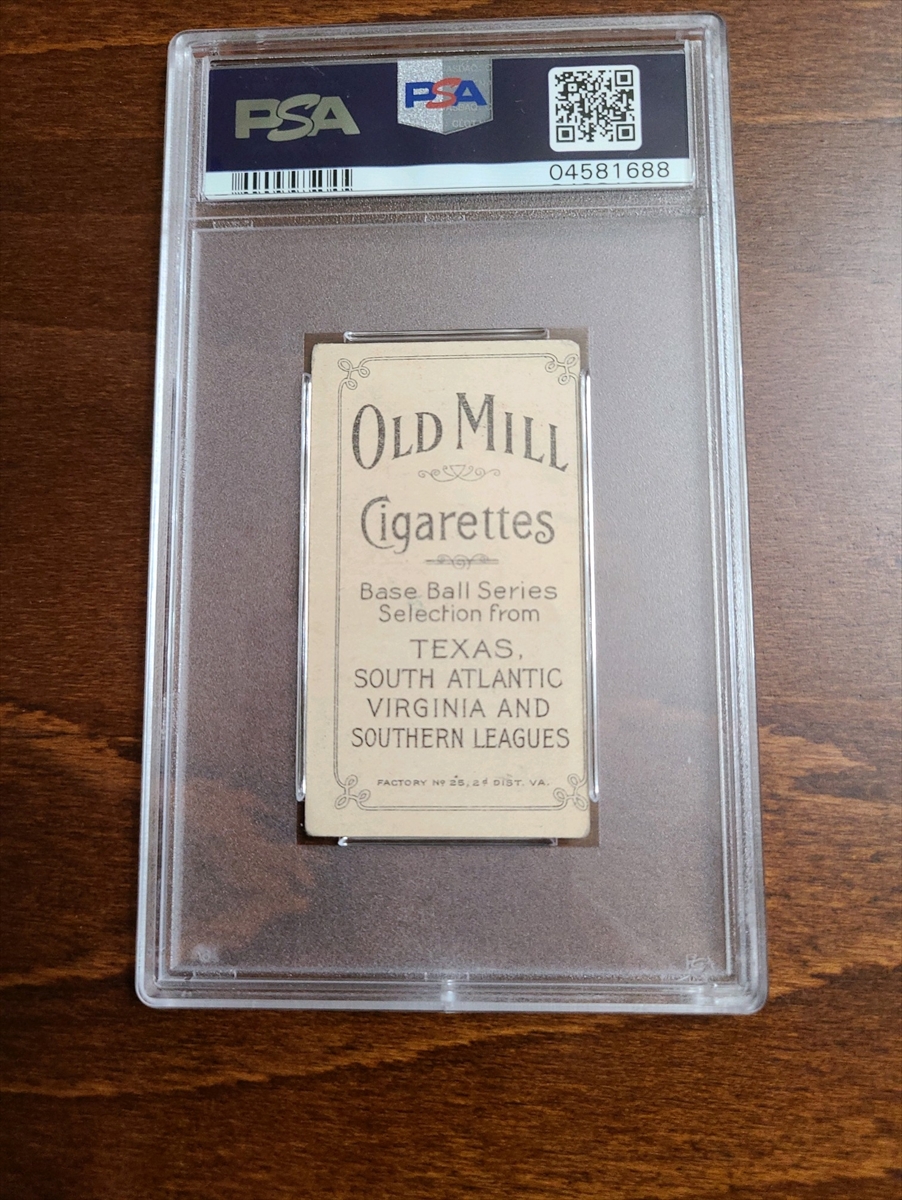 PSA
PSA
04581688
OLD MILL
Cigarettes
Base Ball Series
Selection from
TEXAS,
SOUTH ATLANTIC
VIRGINIA AND
SOUTHERN LEAGUES
FACTORY Nº 25, 2d DIST. VA.